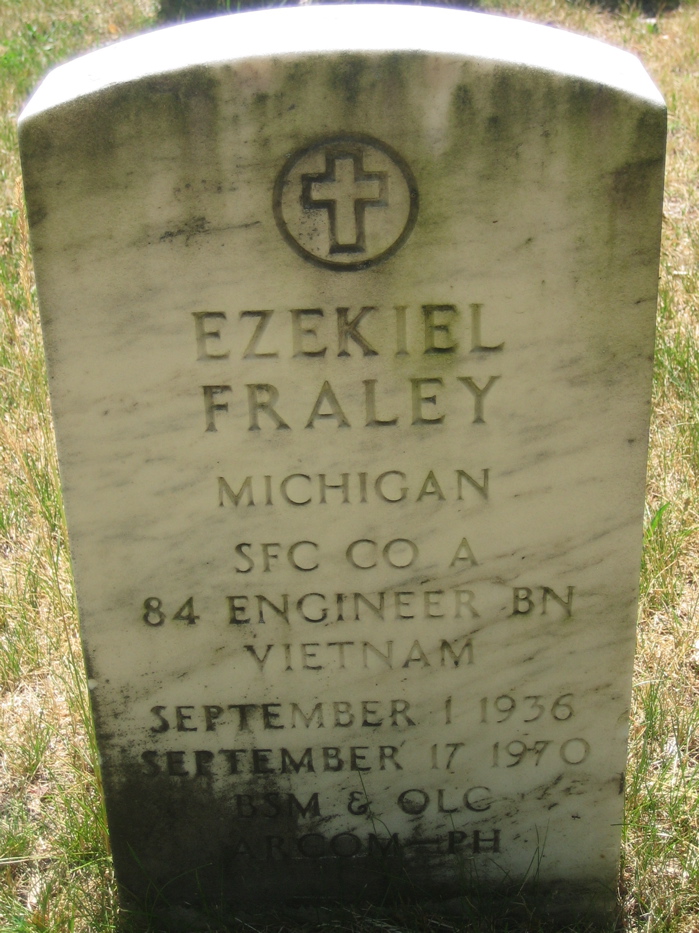 EZEKIEL
FRALEY
MICHIGAN
SFC CO A
84 ENGINEER BN
VIETNAM
SEPTEMBER 1 1936
SEPTEMBER 17 1970
BSM & OLC
ARCOM-PH